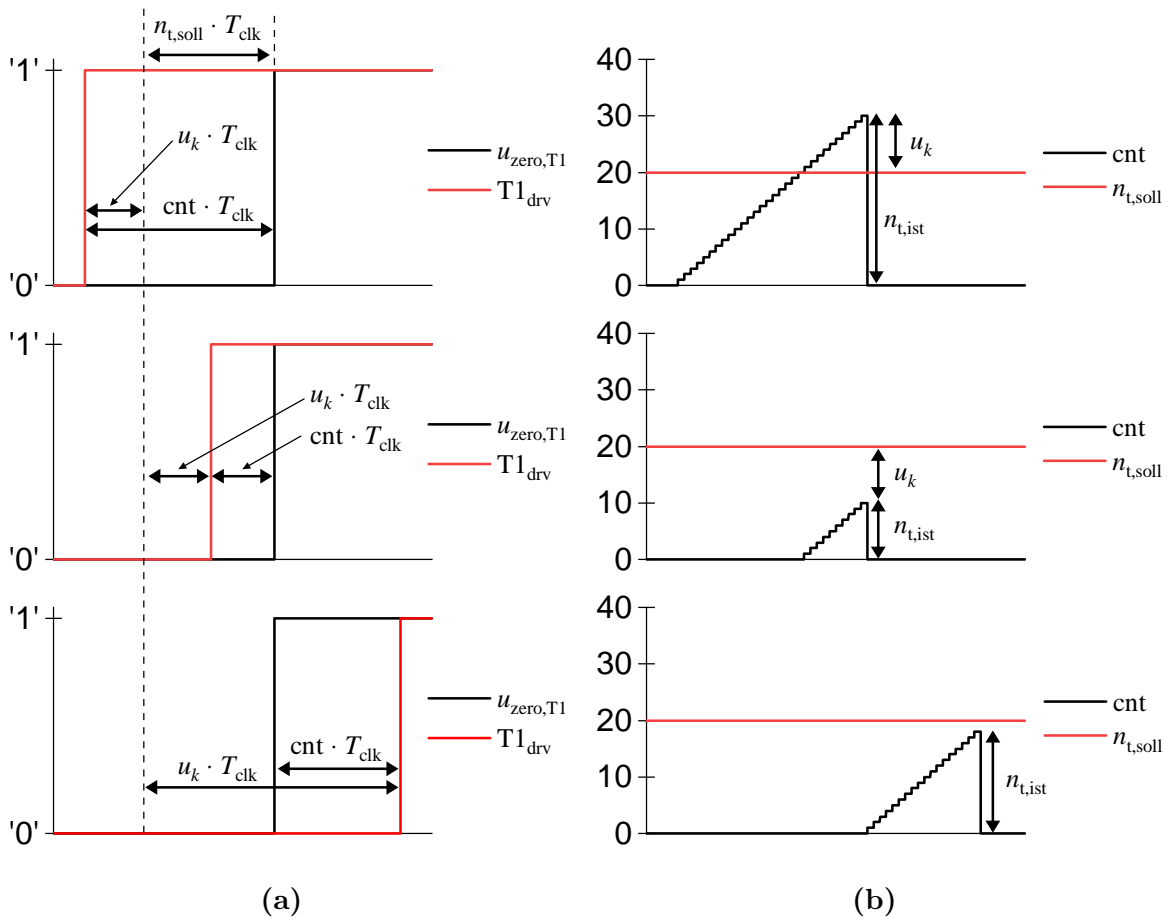 n_t,soll · T_clk
'1'
u_k · T_clk
cnt · T_clk
'0'
u_zero,T1
T1_drv
40
30
20
10
0
u_k
n_t,ist
cnt
n_t,soll
'1'
u_k · T_clk
cnt · T_clk
'0'
u_zero,T1
T1_drv
40
30
20
10
0
u_k
n_t,ist
cnt
n_t,soll
'1'
cnt · T_clk
u_k · T_clk
'0'
u_zero,T1
T1_drv
40
30
20
10
0
n_t,ist
cnt
n_t,soll
(a)
(b)